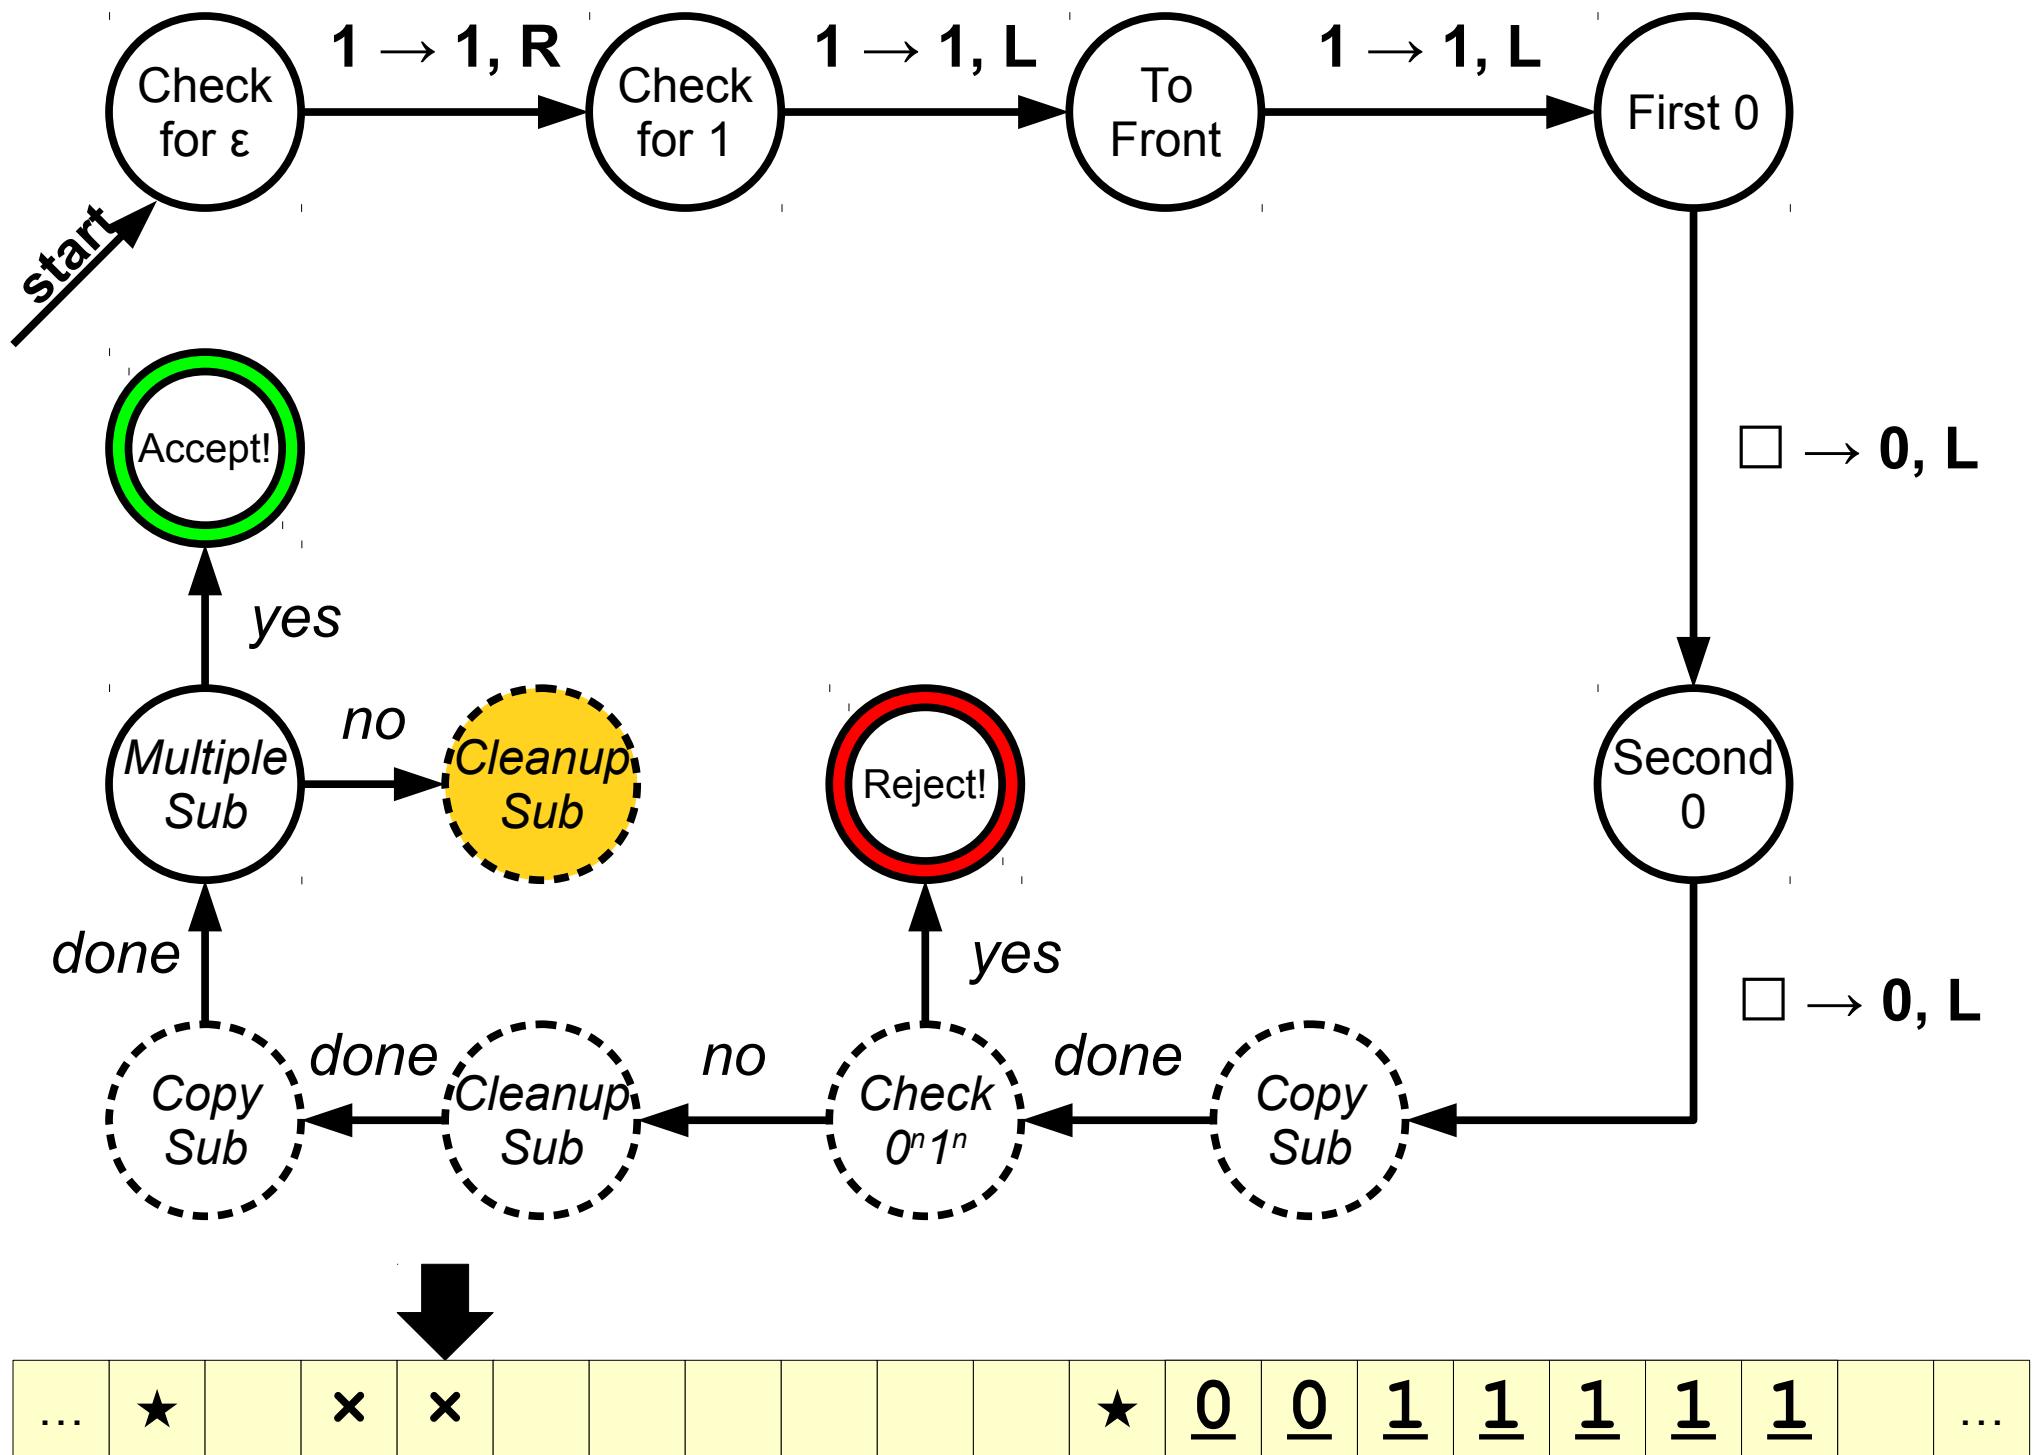 1 → 1, R
1 → 1, L
1 → 1, L
Check
for ε
Check
for 1
To
Front
First 0
start
□ → 0, L
Accept!
yes
no
Multiple
Sub
Cleanup
Sub
Reject!
Second
0
done
yes
□ → 0, L
done
no
done
Copy
Sub
Cleanup
Sub
Check
0ⁿ1ⁿ
Copy
Sub
… ★ × × ★ 0 0 1 1 1 1 1 …